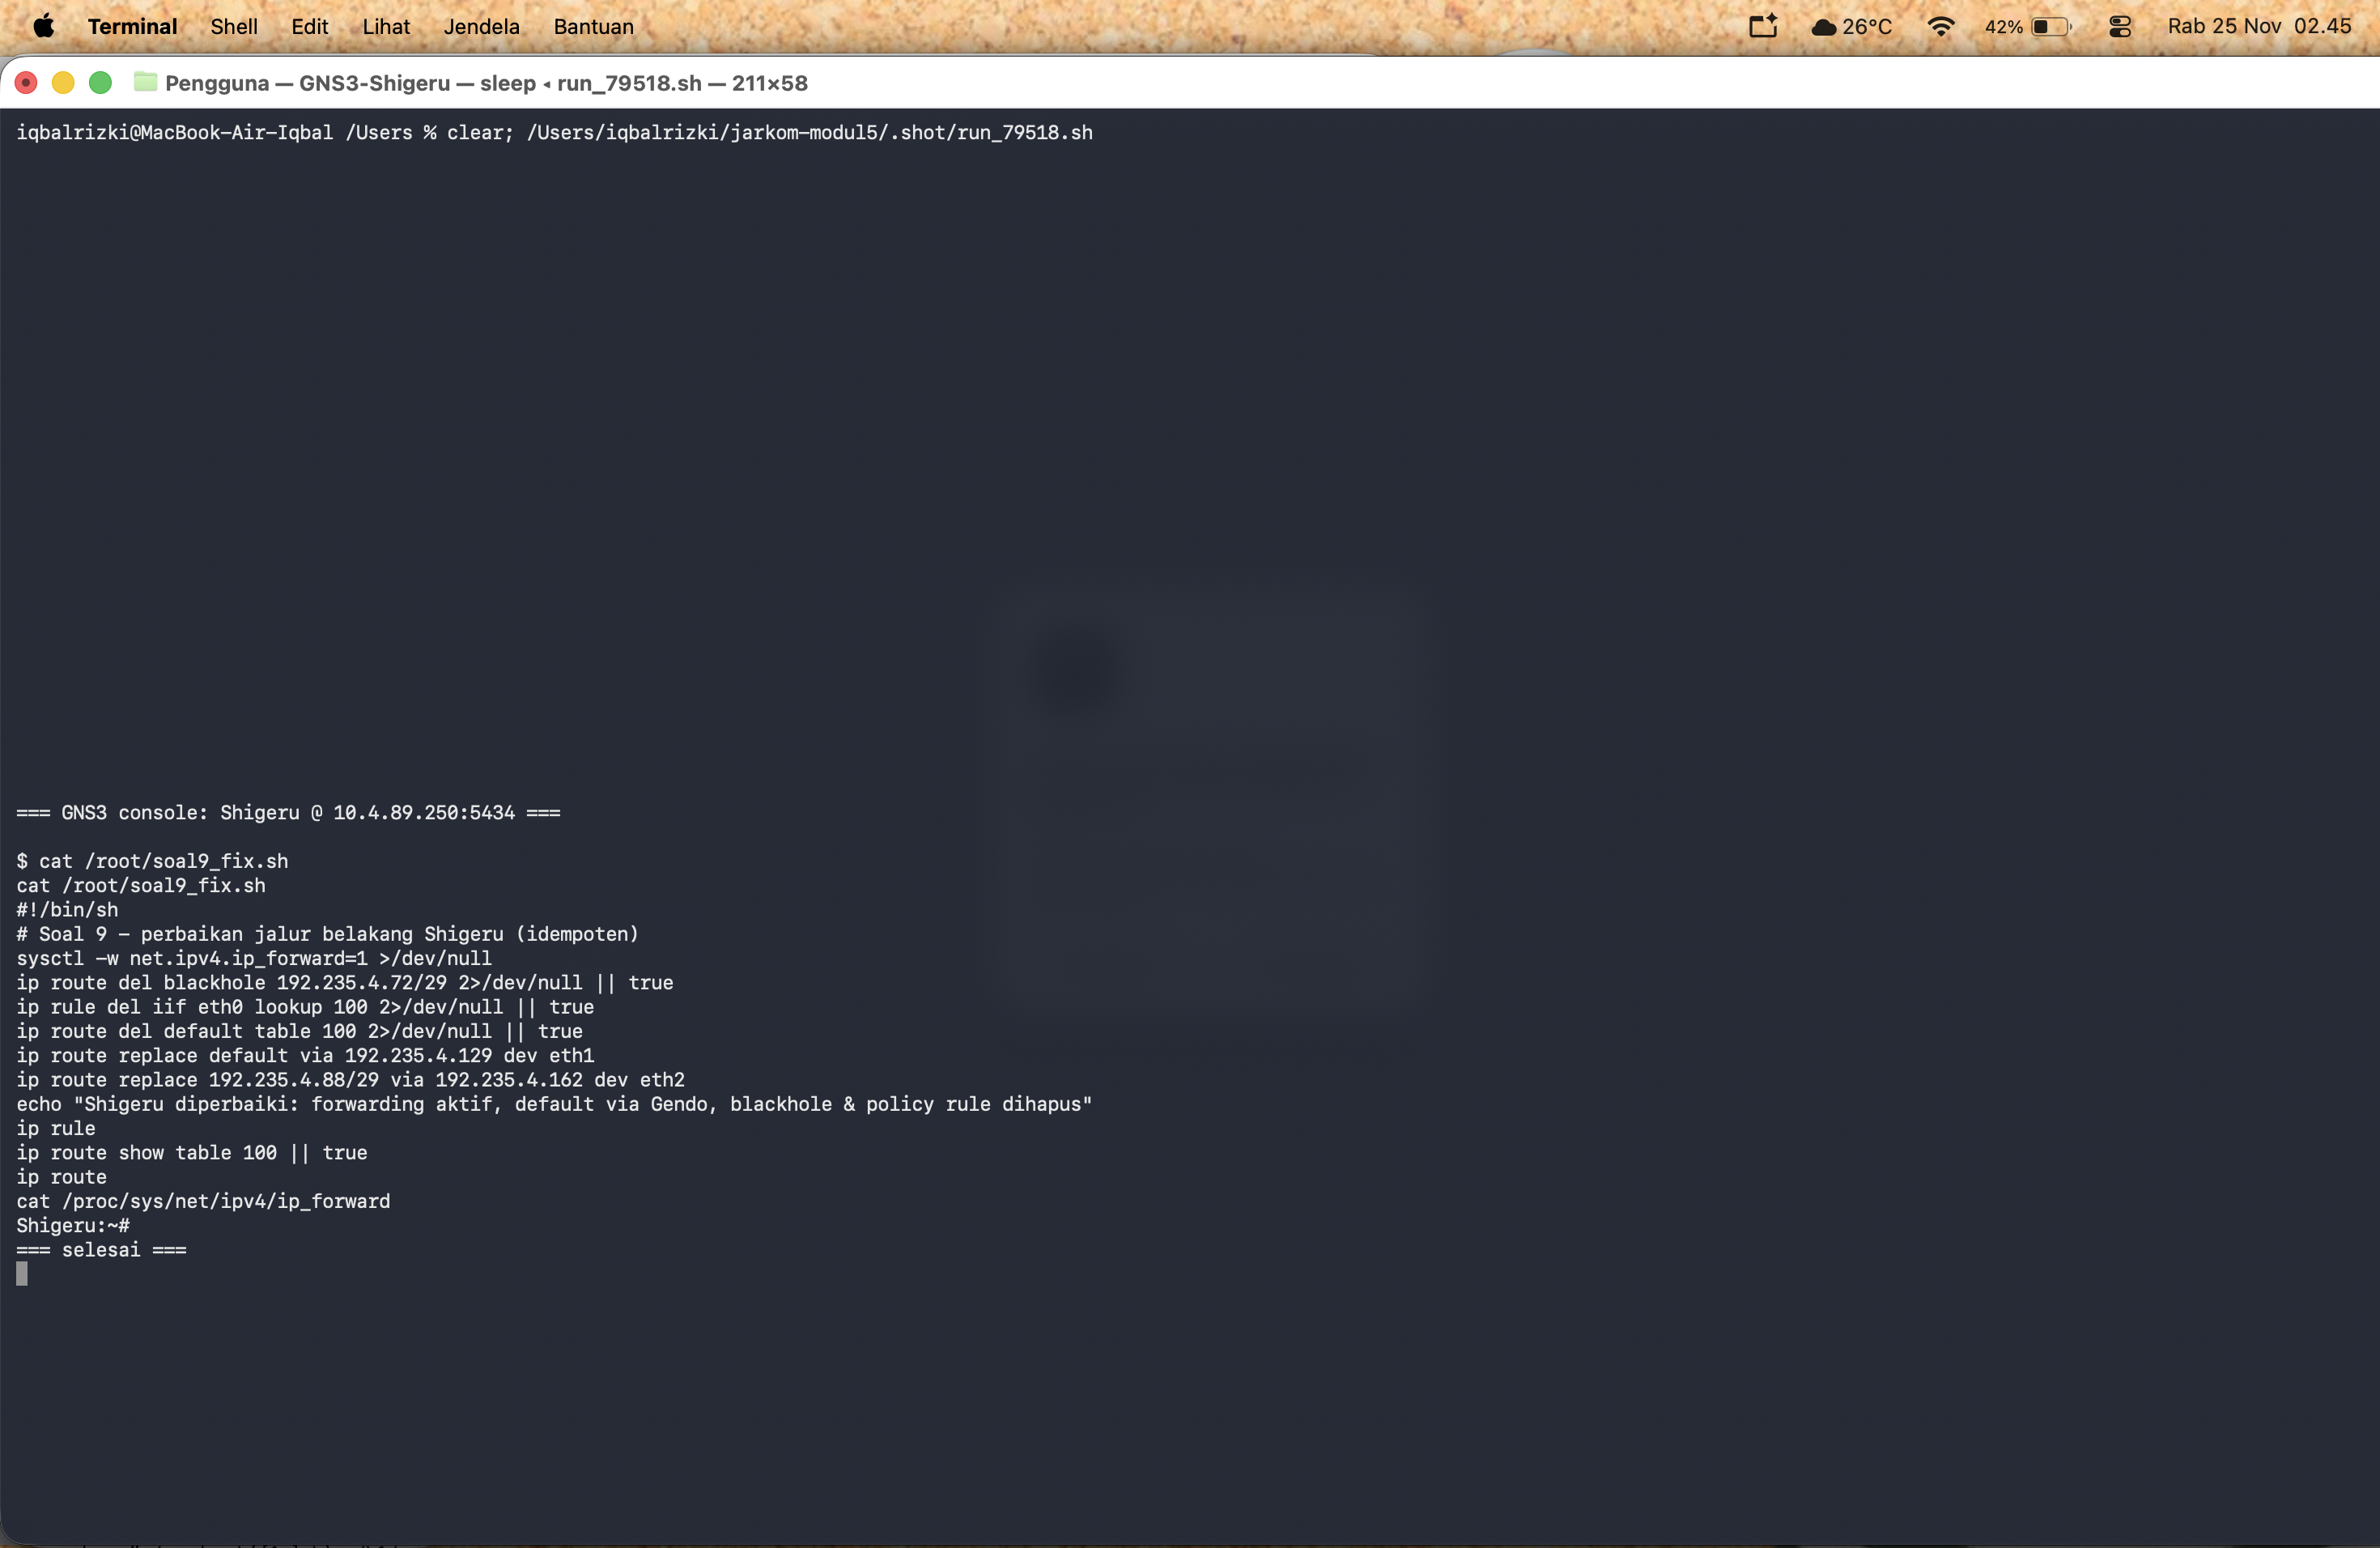 Terminal Shell Edit Lihat Jendela Bantuan 26°C 42% Rab 25 Nov 02.45
Pengguna — GNS3-Shigeru — sleep ◂ run_79518.sh — 211×58
iqbalrizki@MacBook-Air-Iqbal /Users % clear; /Users/iqbalrizki/jarkom-modul5/.shot/run_79518.sh
=== GNS3 console: Shigeru @ 10.4.89.250:5434 ===
$ cat /root/soal9_fix.sh
cat /root/soal9_fix.sh
#!/bin/sh
# Soal 9 - perbaikan jalur belakang Shigeru (idempoten)
sysctl -w net.ipv4.ip_forward=1 >/dev/null
ip route del blackhole 192.235.4.72/29 2>/dev/null || true
ip rule del iif eth0 lookup 100 2>/dev/null || true
ip route del default table 100 2>/dev/null || true
ip route replace default via 192.235.4.129 dev eth1
ip route replace 192.235.4.88/29 via 192.235.4.162 dev eth2
echo "Shigeru diperbaiki: forwarding aktif, default via Gendo, blackhole & policy rule dihapus"
ip rule
ip route show table 100 || true
ip route
cat /proc/sys/net/ipv4/ip_forward
Shigeru:~#
=== selesai ===